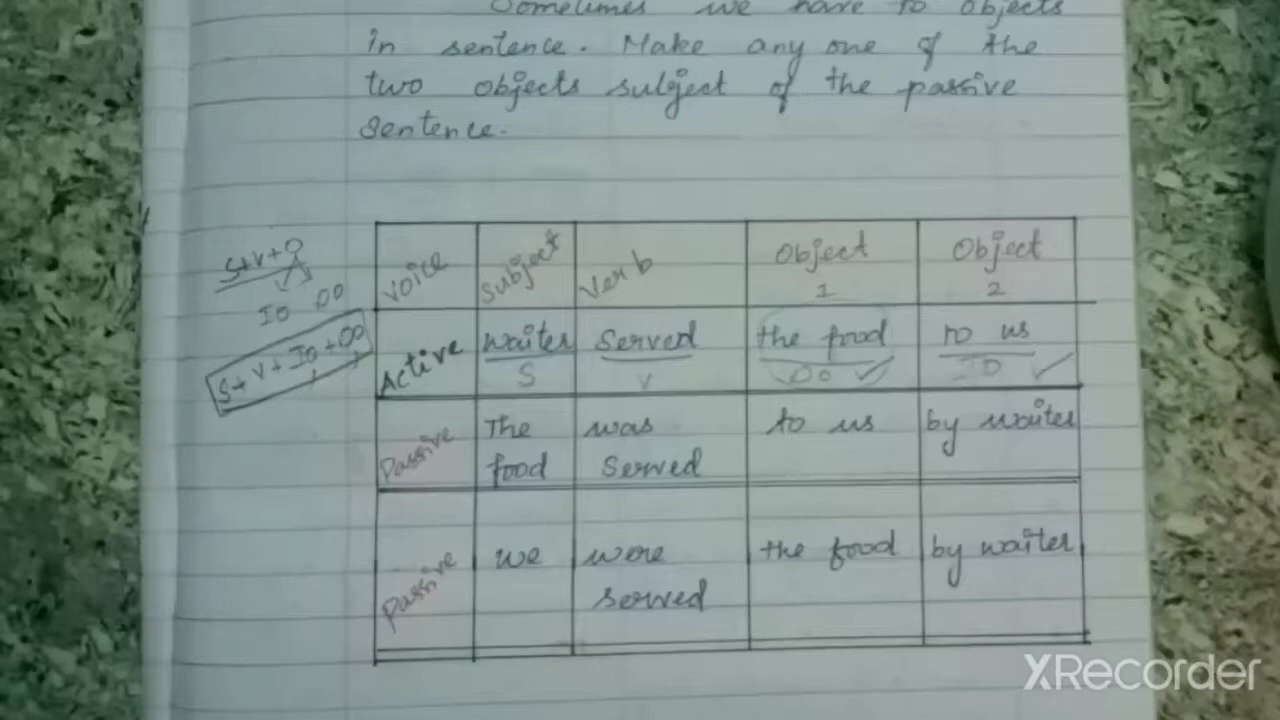 Sometimes we have to objects
in sentence. Make any one of the
two objects subject of the passive
sentence.
S+V+O
IO DO
S+V+IO+DO
Voice Subject Verb Object 1 Object 2
Active waiter Served the food to us
S V DO ✓ IO ✓
Passive The food was Served to us by waiter
Passive we were served the food by waiter
XRecorder